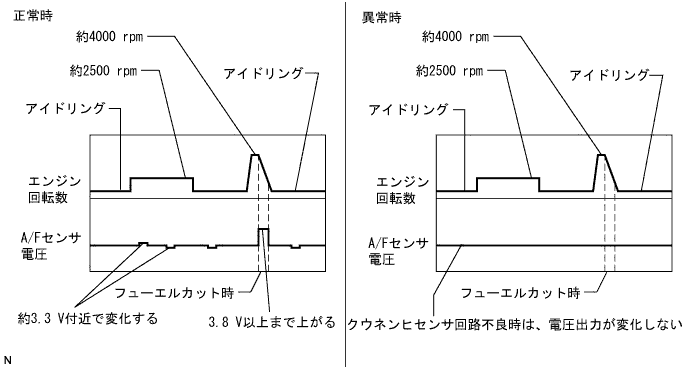 正常時
約4000 rpm
約2500 rpm
アイドリング
アイドリング
エンジン
回転数
A/Fセンサ
電圧
フューエルカット時
約3.3 V付近で変化する
3.8 V以上まで上がる
異常時
約4000 rpm
約2500 rpm
アイドリング
アイドリング
エンジン
回転数
A/Fセンサ
電圧
フューエルカット時
クウネンヒセンサ回路不良時は、電圧出力が変化しない
N